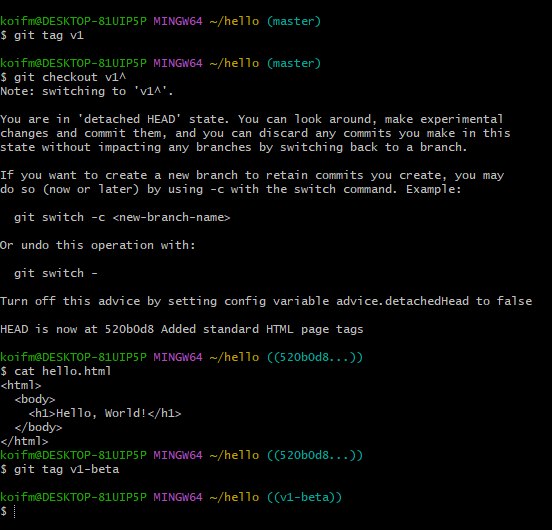 koifm@DESKTOP-81UIP5P MINGW64 ~/hello (master)
$ git tag v1

koifm@DESKTOP-81UIP5P MINGW64 ~/hello (master)
$ git checkout v1^
Note: switching to 'v1^'.

You are in 'detached HEAD' state. You can look around, make experimental
changes and commit them, and you can discard any commits you make in this
state without impacting any branches by switching back to a branch.

If you want to create a new branch to retain commits you create, you may
do so (now or later) by using -c with the switch command. Example:

  git switch -c <new-branch-name>

Or undo this operation with:

  git switch -

Turn off this advice by setting config variable advice.detachedHead to false

HEAD is now at 520b0d8 Added standard HTML page tags

koifm@DESKTOP-81UIP5P MINGW64 ~/hello ((520b0d8...))
$ cat hello.html
<html>
  <body>
    <h1>Hello, World!</h1>
  </body>
</html>
koifm@DESKTOP-81UIP5P MINGW64 ~/hello ((520b0d8...))
$ git tag v1-beta

koifm@DESKTOP-81UIP5P MINGW64 ~/hello ((v1-beta))
$